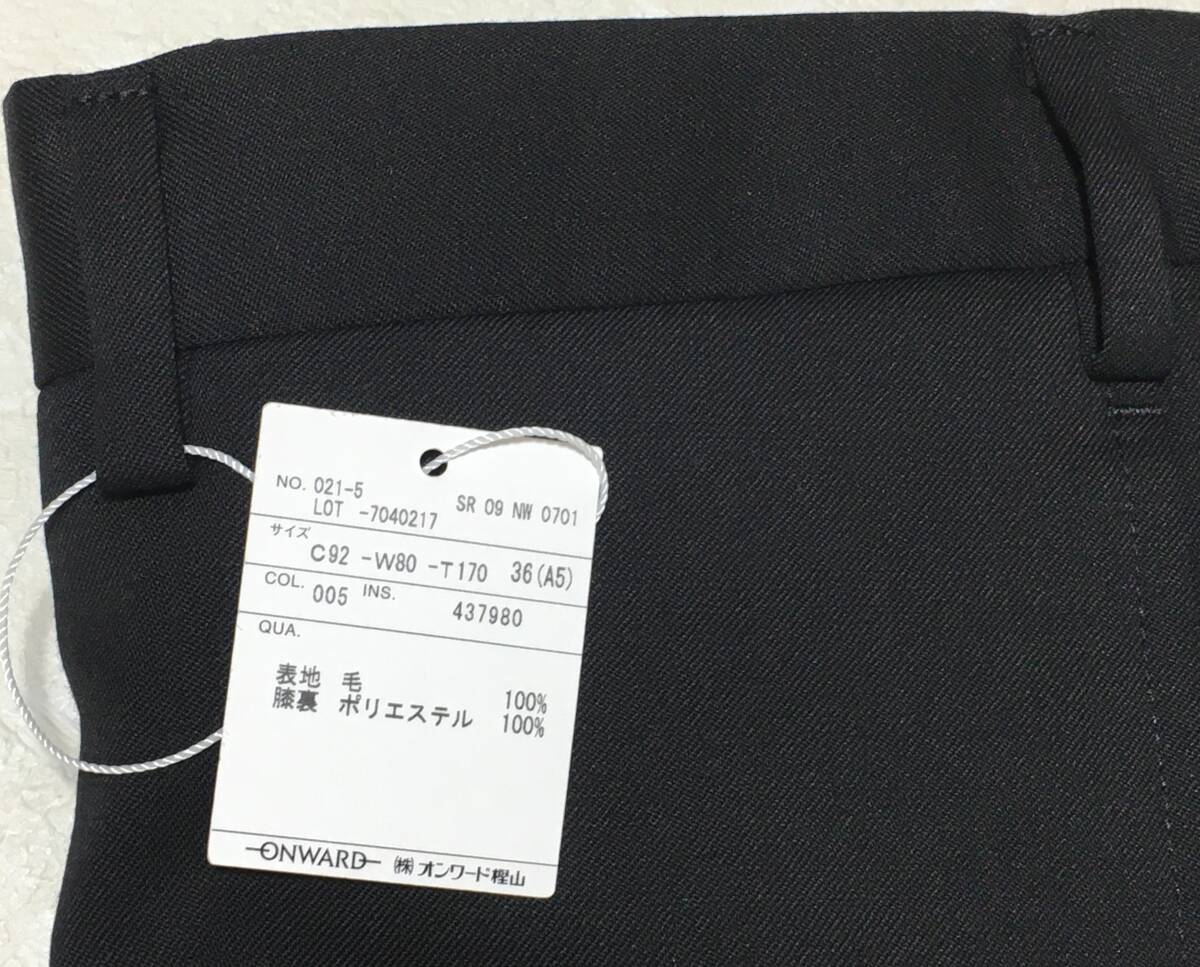 NO. 021-5
LOT -7040217 SR 09 NW 0701
サイズ
C92 -W80 -T170 36(A5)
COL. 005 INS. 437980
QUA.
表地 毛 100%
膝裏 ポリエステル 100%
ONWARD (株)オンワード樫山